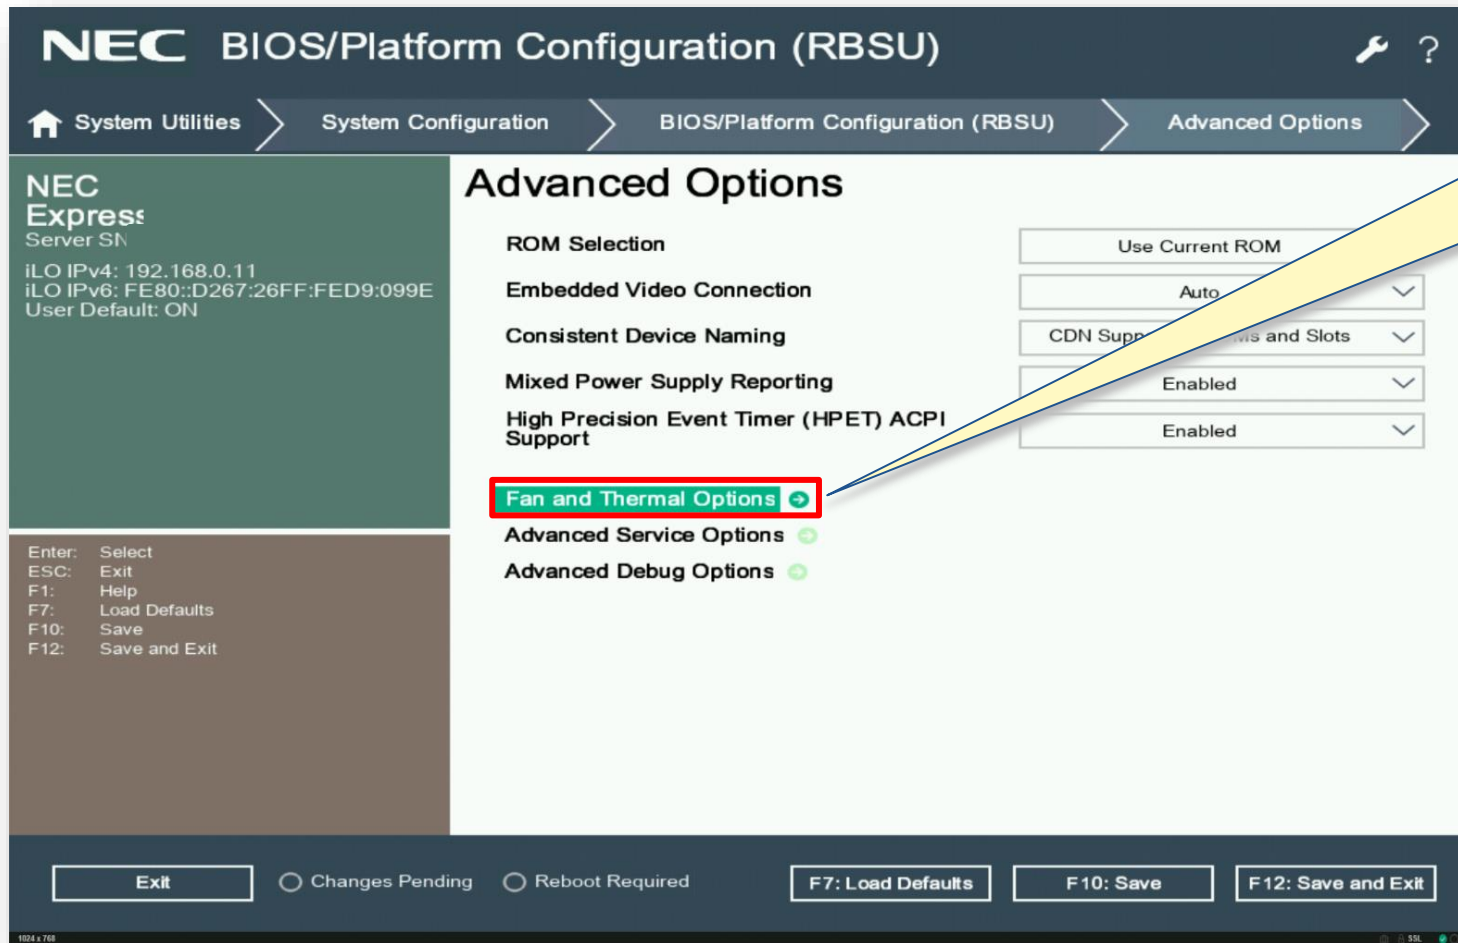 NEC BIOS/Platform Configuration (RBSU)
?
System Utilities
System Configuration
BIOS/Platform Configuration (RBSU)
Advanced Options
NEC
Express
Server SN
iLO IPv4: 192.168.0.11
iLO IPv6: FE80::D267:26FF:FED9:099E
User Default: ON
Enter: Select
ESC: Exit
F1: Help
F7: Load Defaults
F10: Save
F12: Save and Exit
Advanced Options
ROM Selection Use Current ROM
Embedded Video Connection Auto
Consistent Device Naming CDN and Slots
Mixed Power Supply Reporting Enabled
High Precision Event Timer (HPET) ACPI
Support Enabled
Fan and Thermal Options
Advanced Service Options
Advanced Debug Options
Exit
Changes Pending
Reboot Required
F7: Load Defaults
F10: Save
F12: Save and Exit
1024 x 768
SSL